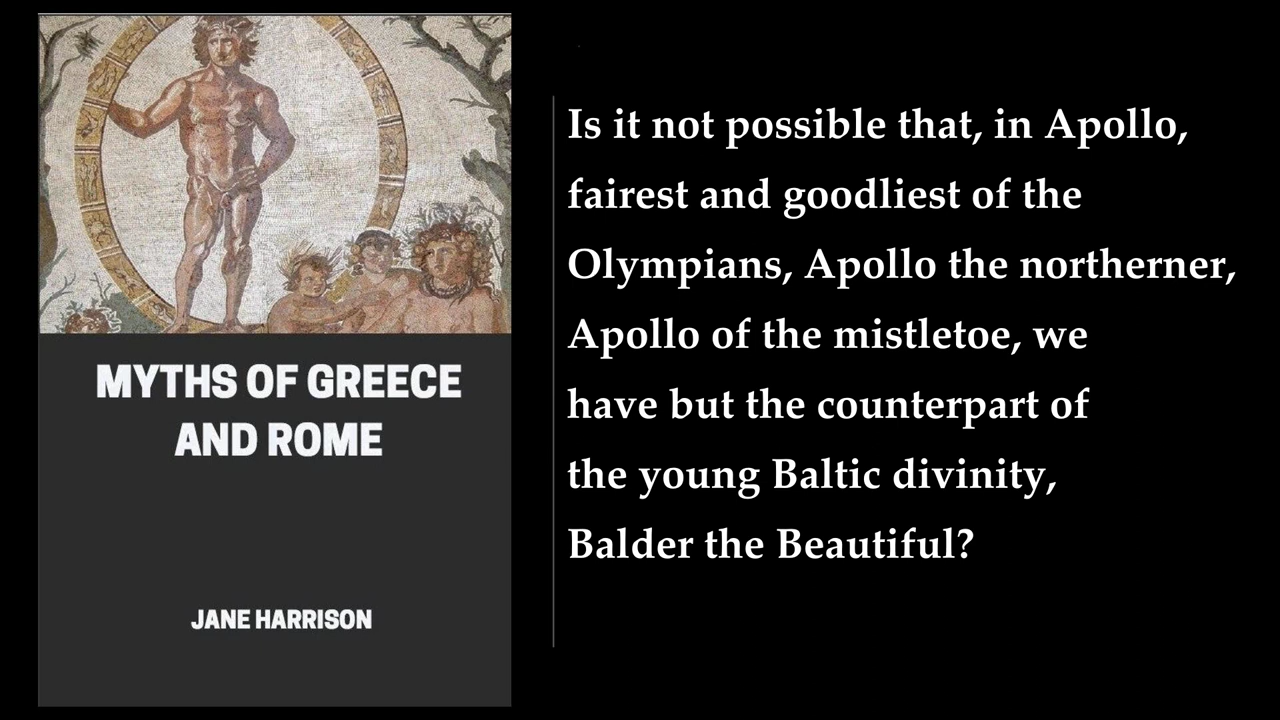 MYTHS OF GREECE
AND ROME
JANE HARRISON
Is it not possible that, in Apollo,
fairest and goodliest of the
Olympians, Apollo the northerner,
Apollo of the mistletoe, we
have but the counterpart of
the young Baltic divinity,
Balder the Beautiful?